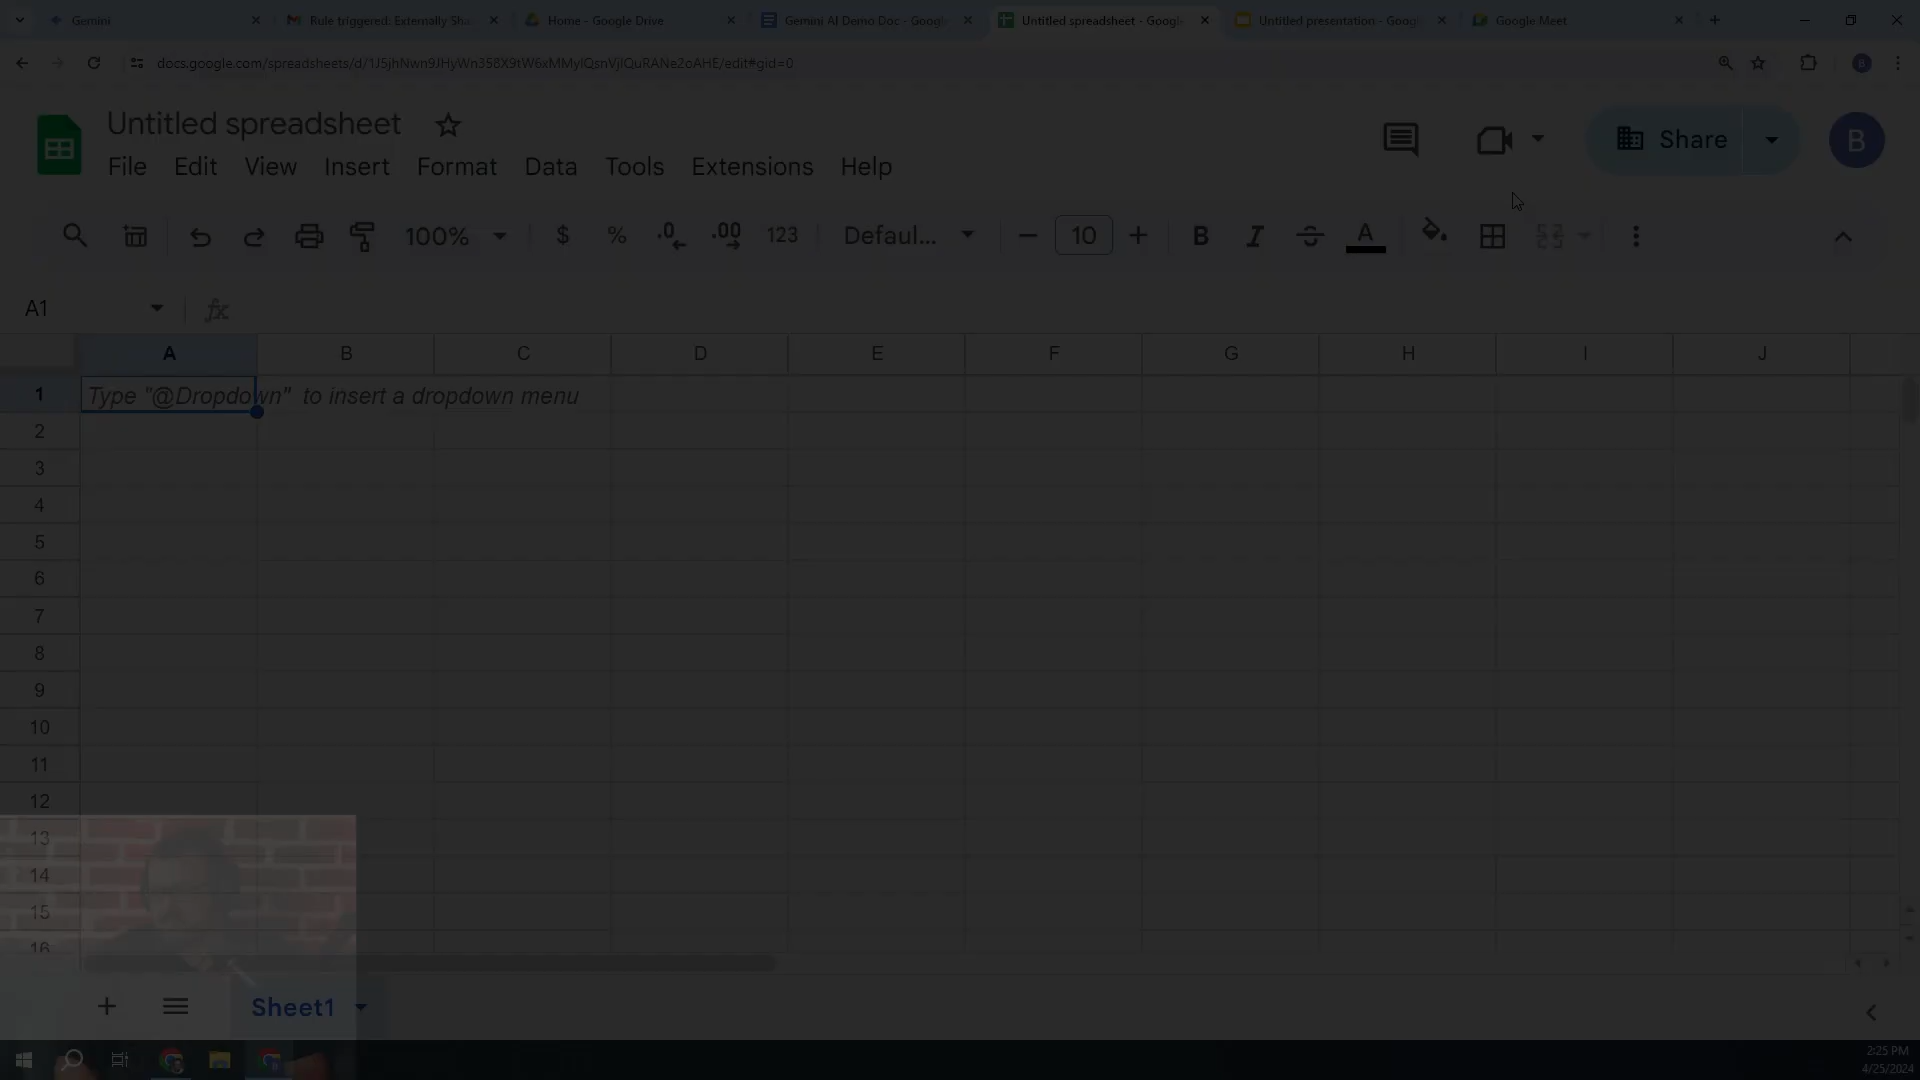 Gemini
Rule triggered: Externally Sha
Home - Google Drive
Gemini AI Demo Doc - Googl
Untitled spreadsheet - Googl
Untitled presentation - Googl
Google Meet
docs.google.com/spreadsheets/d/1J5jhNwn9JHyWn358X9tW6xMMyIQsnVjIQuRANe2oAHE/edit#gid=0
B
Untitled spreadsheet
File Edit View Insert Format Data Tools Extensions Help
Share
B
100% $ % .0 .00 123 Defaul... 10 B I S A
A1 fx
A B C D E F G H I J
1 Type "@Dropdown" to insert a dropdown menu
2
3
4
5
6
7
8
9
10
11
12
13
14
15
16
Sheet1
2:25 PM
4/25/2024